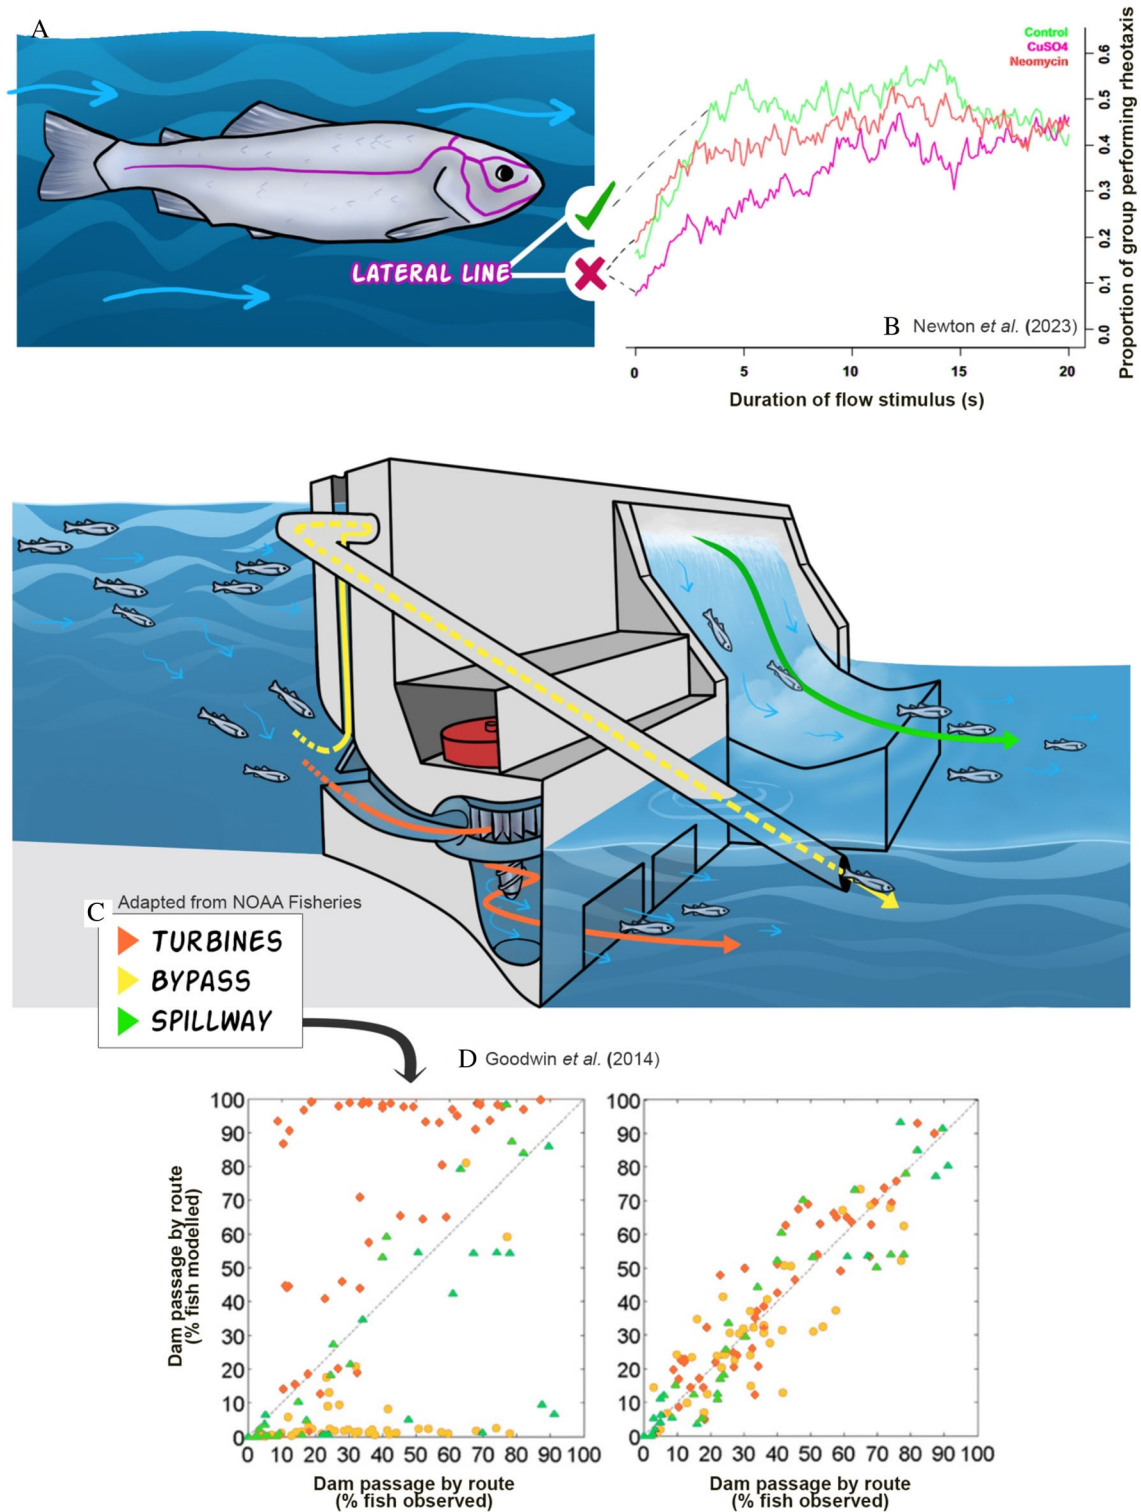 A
LATERAL LINE
Control
CuSO4
Neomycin
0.6
0.5
0.4
0.3
0.2
0.1
0.0
Proportion of group performing rheotaxis
B Newton et al. (2023)
0 5 10 15 20
Duration of flow stimulus (s)
C Adapted from NOAA Fisheries
TURBINES
BYPASS
SPILLWAY
D Goodwin et al. (2014)
100
90
80
70
60
50
40
30
20
10
0
Dam passage by route
(% fish modelled)
0 10 20 30 40 50 60 70 80 90 100
Dam passage by route
(% fish observed)
100
90
80
70
60
50
40
30
20
10
0
0 10 20 30 40 50 60 70 80 90 100
Dam passage by route
(% fish observed)